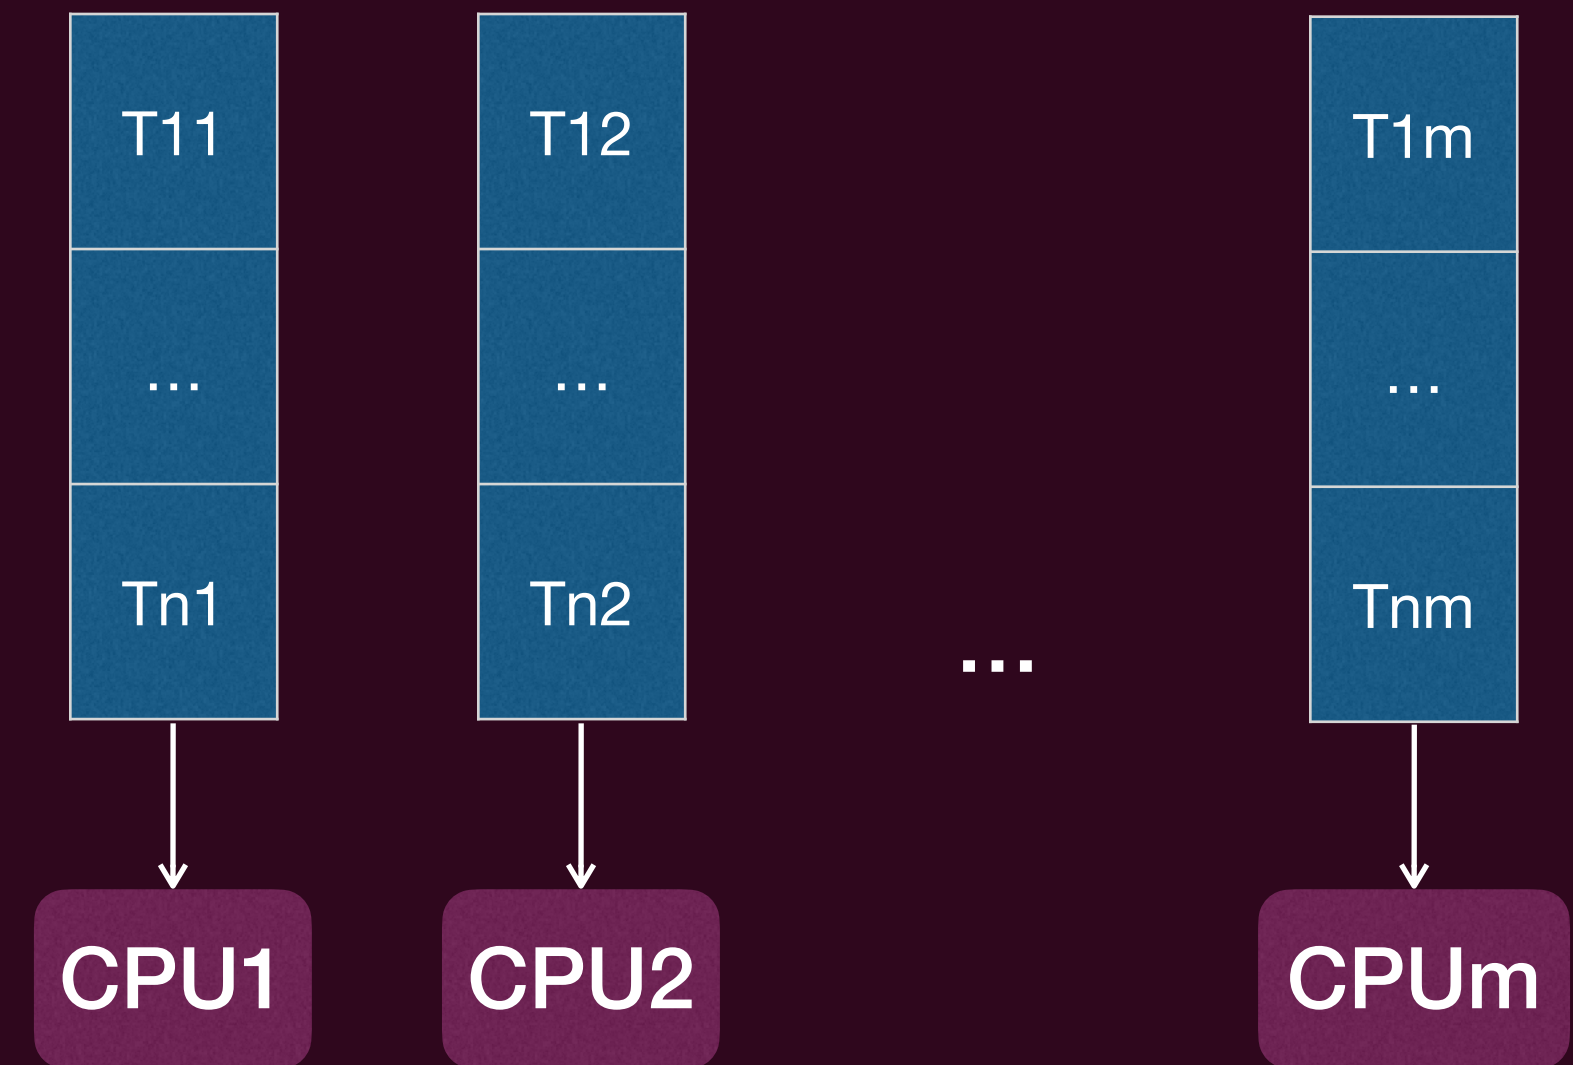 T11 T12 T1m
... ... ...
Tn1 Tn2 Tnm
...
CPU1 CPU2 CPUm